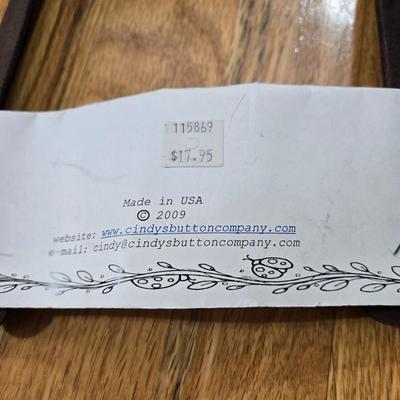 115869
$17.95
Made in USA
© 2009
website: www.cindysbuttoncompany.com
e-mail: cindy@cindysbuttoncompany.com